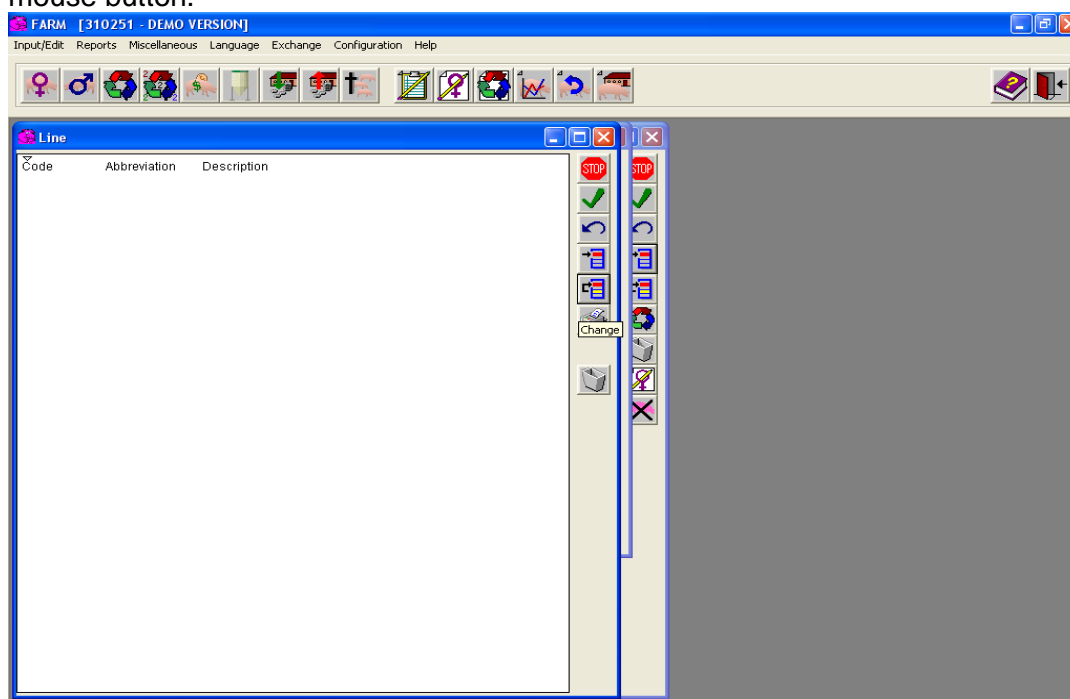 mouse button.
FARM [310251 - DEMO VERSION]
Input/Edit Reports Miscellaneous Language Exchange Configuration Help
Line
Code Abbreviation Description
STOP STOP
Change